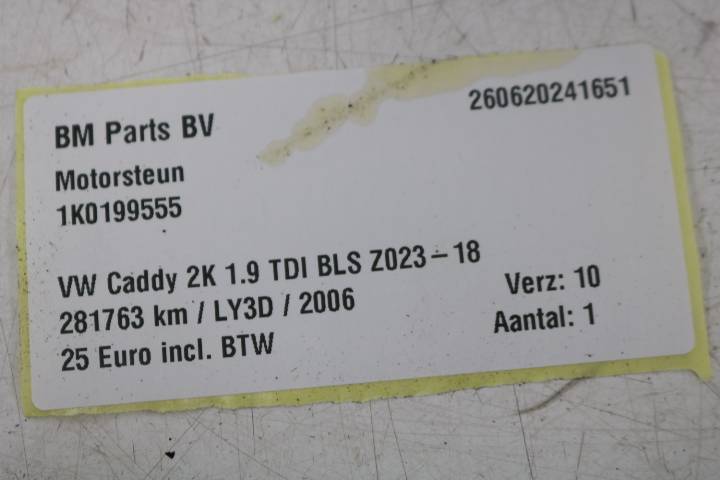 BM Parts BV 260620241651
Motorsteun
1K0199555
VW Caddy 2K 1.9 TDI BLS Z023-18
281763 km / LY3D / 2006 Verz: 10
25 Euro incl. BTW Aantal: 1